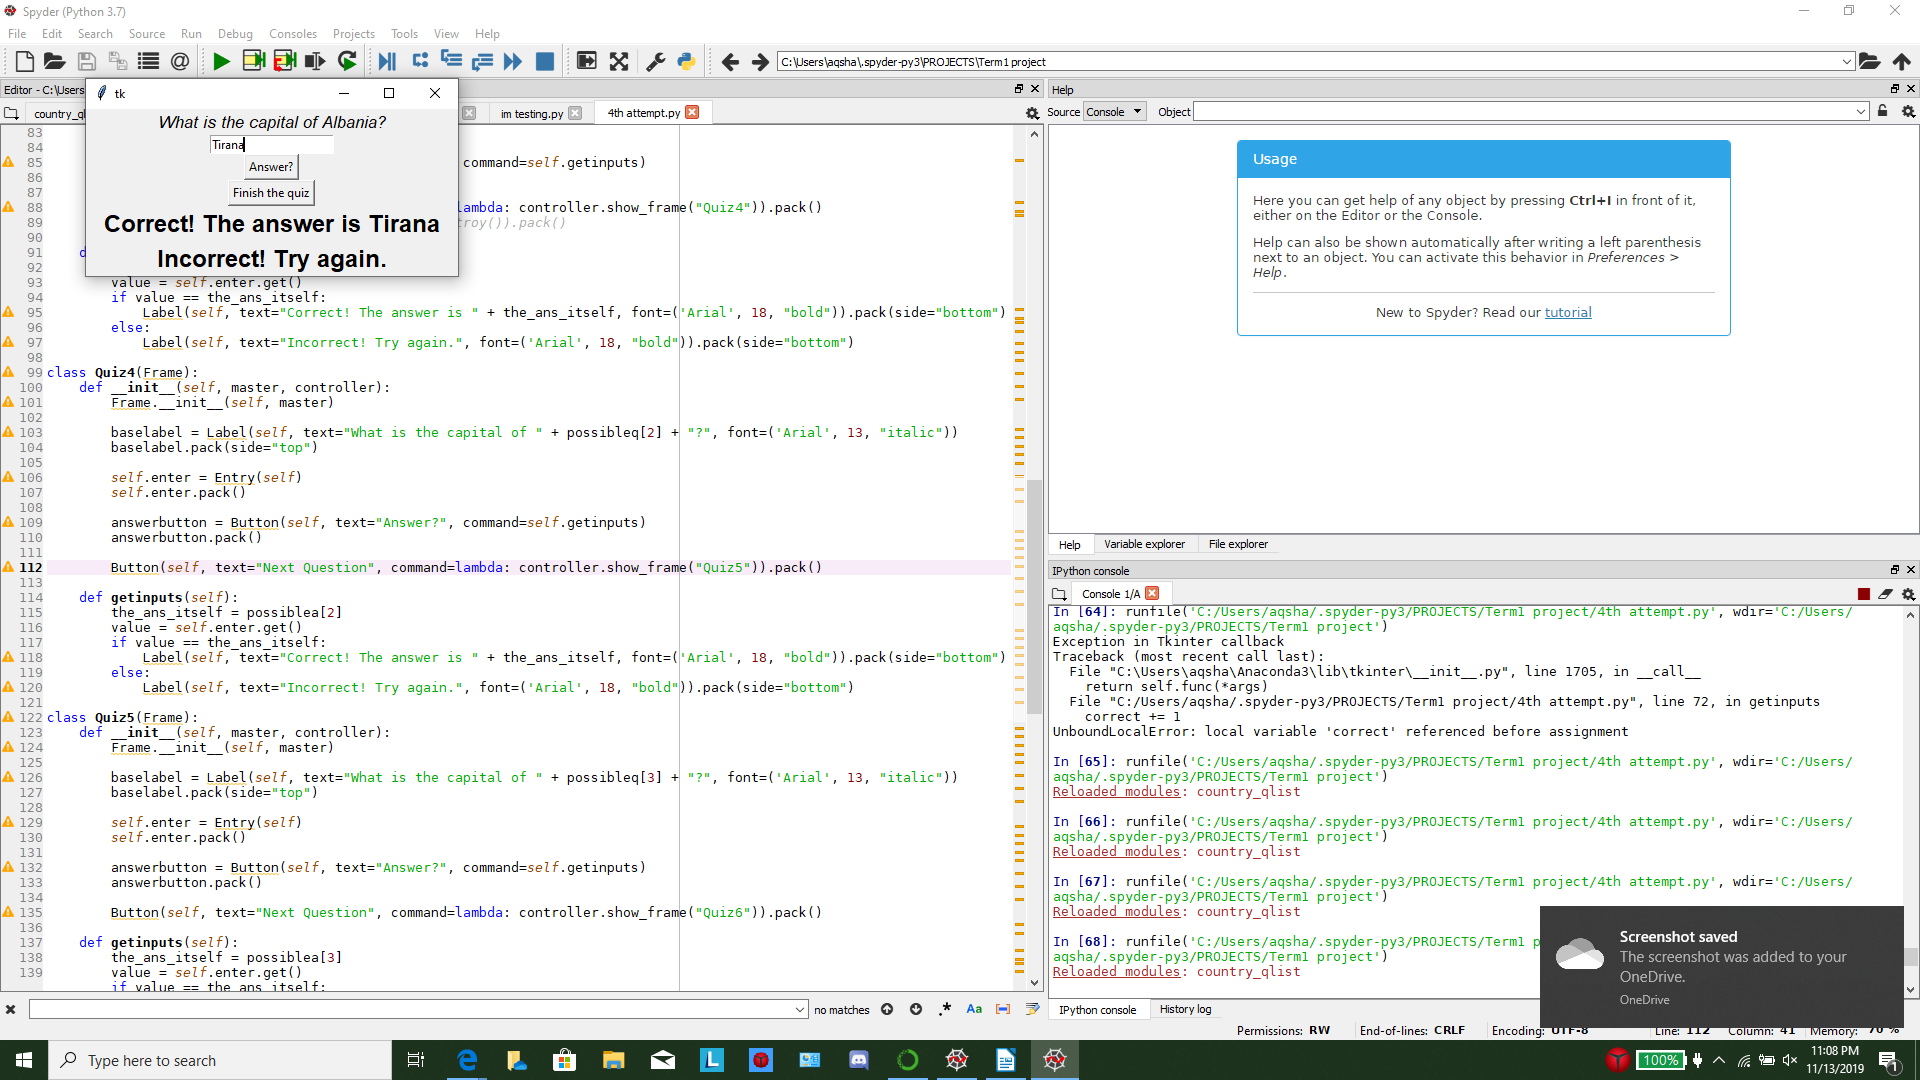 Spyder (Python 3.7)
File Edit Search Source Run Debug Consoles Projects Tools View Help
C:\Users\aqsha\.spyder-py3\PROJECTS\Term1 project
Editor - C:\Users
country_ql
im testing.py
4th attempt.py
tk
What is the capital of Albania?
Tirana
Answer?
Finish the quiz
Correct! The answer is Tirana
Incorrect! Try again.
83
84
85 command=self.getinputs)
86
87
88 lambda: controller.show_frame("Quiz4")).pack()
89 troy()).pack()
90
91 d
92
93 value = self.enter.get()
94 if value == the_ans_itself:
95 Label(self, text="Correct! The answer is " + the_ans_itself, font=('Arial', 18, "bold")).pack(side="bottom")
96 else:
97 Label(self, text="Incorrect! Try again.", font=('Arial', 18, "bold")).pack(side="bottom")
98
99 class Quiz4(Frame):
100 def __init__(self, master, controller):
101 Frame.__init__(self, master)
102
103 baselabel = Label(self, text="What is the capital of " + possibleq[2] + "?", font=('Arial', 13, "italic"))
104 baselabel.pack(side="top")
105
106 self.enter = Entry(self)
107 self.enter.pack()
108
109 answerbutton = Button(self, text="Answer?", command=self.getinputs)
110 answerbutton.pack()
111
112 Button(self, text="Next Question", command=lambda: controller.show_frame("Quiz5")).pack()
113
114 def getinputs(self):
115 the_ans_itself = possiblea[2]
116 value = self.enter.get()
117 if value == the_ans_itself:
118 Label(self, text="Correct! The answer is " + the_ans_itself, font=('Arial', 18, "bold")).pack(side="bottom")
119 else:
120 Label(self, text="Incorrect! Try again.", font=('Arial', 18, "bold")).pack(side="bottom")
121
122 class Quiz5(Frame):
123 def __init__(self, master, controller):
124 Frame.__init__(self, master)
125
126 baselabel = Label(self, text="What is the capital of " + possibleq[3] + "?", font=('Arial', 13, "italic"))
127 baselabel.pack(side="top")
128
129 self.enter = Entry(self)
130 self.enter.pack()
131
132 answerbutton = Button(self, text="Answer?", command=self.getinputs)
133 answerbutton.pack()
134
135 Button(self, text="Next Question", command=lambda: controller.show_frame("Quiz6")).pack()
136
137 def getinputs(self):
138 the_ans_itself = possiblea[3]
139 value = self.enter.get()
if value == the ans itself:
no matches
.* Aa
Help
Source Console Object
Usage
Here you can get help of any object by pressing Ctrl+I in front of it,
either on the Editor or the Console.
Help can also be shown automatically after writing a left parenthesis
next to an object. You can activate this behavior in Preferences >
Help.
New to Spyder? Read our tutorial
Help Variable explorer File explorer
IPython console
Console 1/A
In [64]: runfile('C:/Users/aqsha/.spyder-py3/PROJECTS/Term1 project/4th attempt.py', wdir='C:/Users/
aqsha/.spyder-py3/PROJECTS/Term1 project')
Exception in Tkinter callback
Traceback (most recent call last):
File "C:\Users\aqsha\Anaconda3\lib\tkinter\__init__.py", line 1705, in __call__
return self.func(*args)
File "C:/Users/aqsha/.spyder-py3/PROJECTS/Term1 project/4th attempt.py", line 72, in getinputs
correct += 1
UnboundLocalError: local variable 'correct' referenced before assignment
In [65]: runfile('C:/Users/aqsha/.spyder-py3/PROJECTS/Term1 project/4th attempt.py', wdir='C:/Users/
aqsha/.spyder-py3/PROJECTS/Term1 project')
Reloaded modules: country_qlist
In [66]: runfile('C:/Users/aqsha/.spyder-py3/PROJECTS/Term1 project/4th attempt.py', wdir='C:/Users/
aqsha/.spyder-py3/PROJECTS/Term1 project')
Reloaded modules: country_qlist
In [67]: runfile('C:/Users/aqsha/.spyder-py3/PROJECTS/Term1 project/4th attempt.py', wdir='C:/Users/
aqsha/.spyder-py3/PROJECTS/Term1 project')
Reloaded modules: country_qlist
In [68]: runfile('C:/Users/aqsha/.spyder-py3/PROJECTS/Term1 p
aqsha/.spyder-py3/PROJECTS/Term1 project')
Reloaded modules: country_qlist
IPython console History log
Screenshot saved
The screenshot was added to your
OneDrive.
OneDrive
Permissions: RW End-of-lines: CRLF Encoding: UTF-8 Line: 112 Column: 41 Memory: 70 %
Type here to search
L
100%
11:08 PM
11/13/2019
1